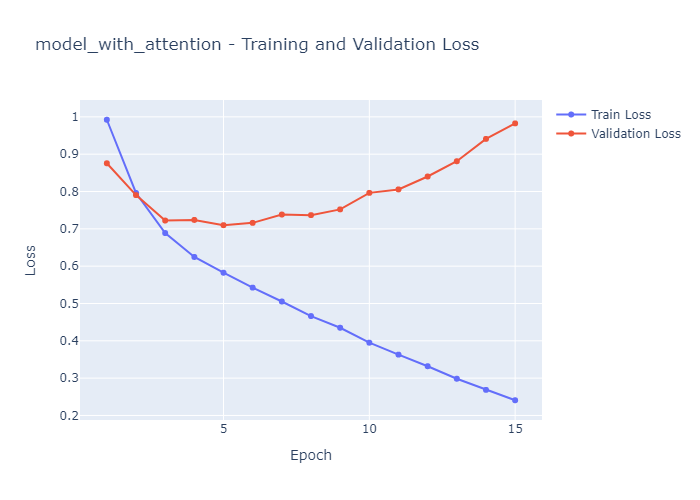 model_with_attention - Training and Validation Loss
Train Loss
Validation Loss
1
0.9
0.8
0.7
0.6
0.5
0.4
0.3
0.2
Loss
5
10
15
Epoch